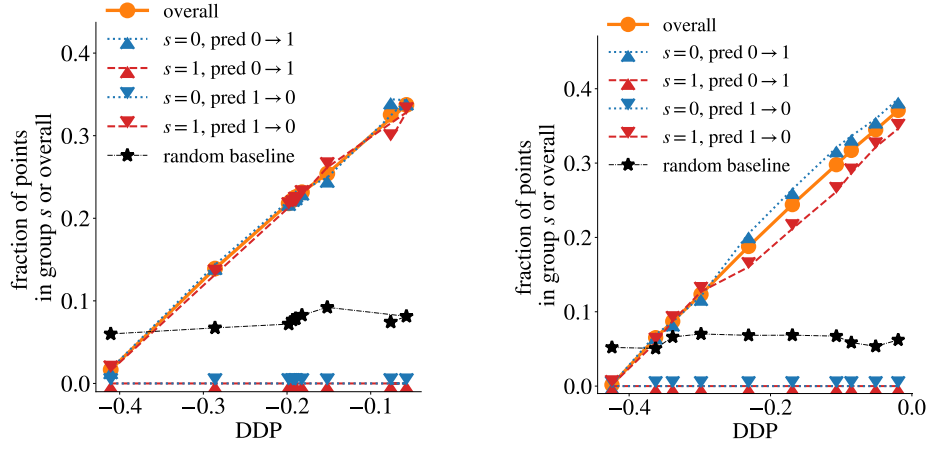 overall
s = 0, pred 0 → 1
s = 1, pred 0 → 1
s = 0, pred 1 → 0
s = 1, pred 1 → 0
random baseline
fraction of points
in group s or overall
0.4
0.3
0.2
0.1
0.0
−0.4
−0.3
−0.2
−0.1
DDP
overall
s = 0, pred 0 → 1
s = 1, pred 0 → 1
s = 0, pred 1 → 0
s = 1, pred 1 → 0
random baseline
fraction of points
in group s or overall
0.4
0.3
0.2
0.1
0.0
−0.4
−0.2
0.0
DDP